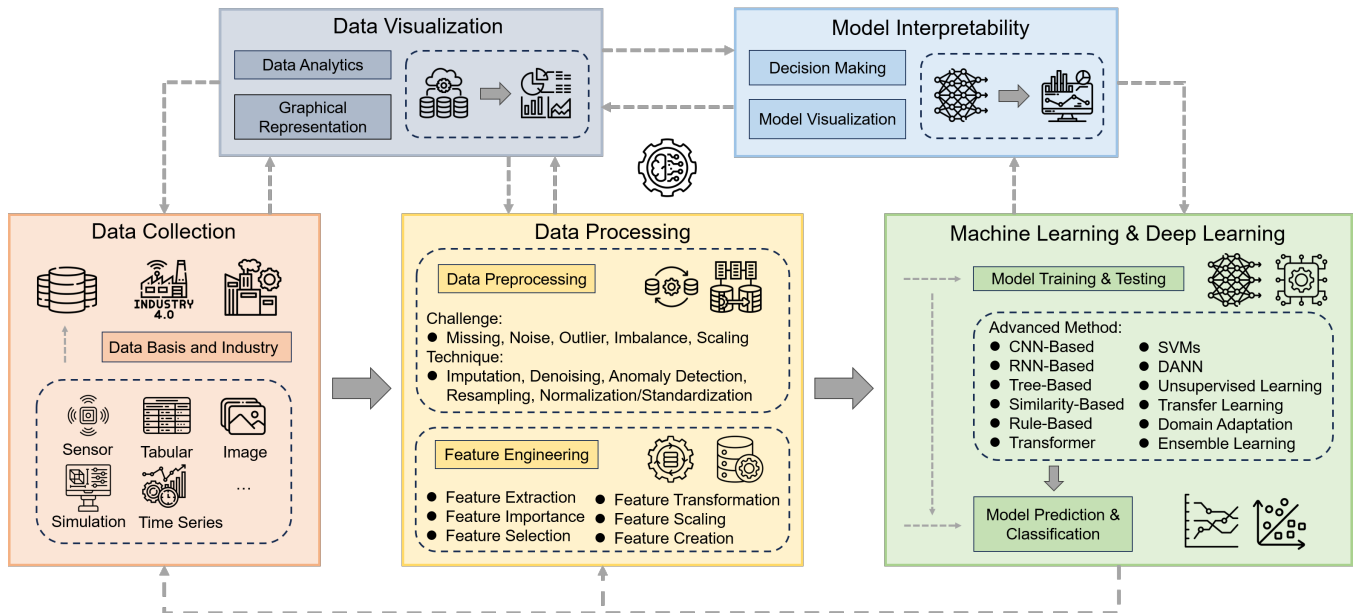 Data Visualization
Data Analytics
Graphical
Representation
Model Interpretability
Decision Making
Model Visualization
Data Collection
INDUSTRY
4.0
Data Basis and Industry
Sensor
Tabular
Image
Simulation
Time Series
...
Data Processing
Data Preprocessing
Challenge:
● Missing, Noise, Outlier, Imbalance, Scaling
Technique:
● Imputation, Denoising, Anomaly Detection,
Resampling, Normalization/Standardization
Feature Engineering
● Feature Extraction
● Feature Importance
● Feature Selection
● Feature Transformation
● Feature Scaling
● Feature Creation
Machine Learning & Deep Learning
Model Training & Testing
Advanced Method:
● CNN-Based
● RNN-Based
● Tree-Based
● Similarity-Based
● Rule-Based
● Transformer
● SVMs
● DANN
● Unsupervised Learning
● Transfer Learning
● Domain Adaptation
● Ensemble Learning
Model Prediction &
Classification